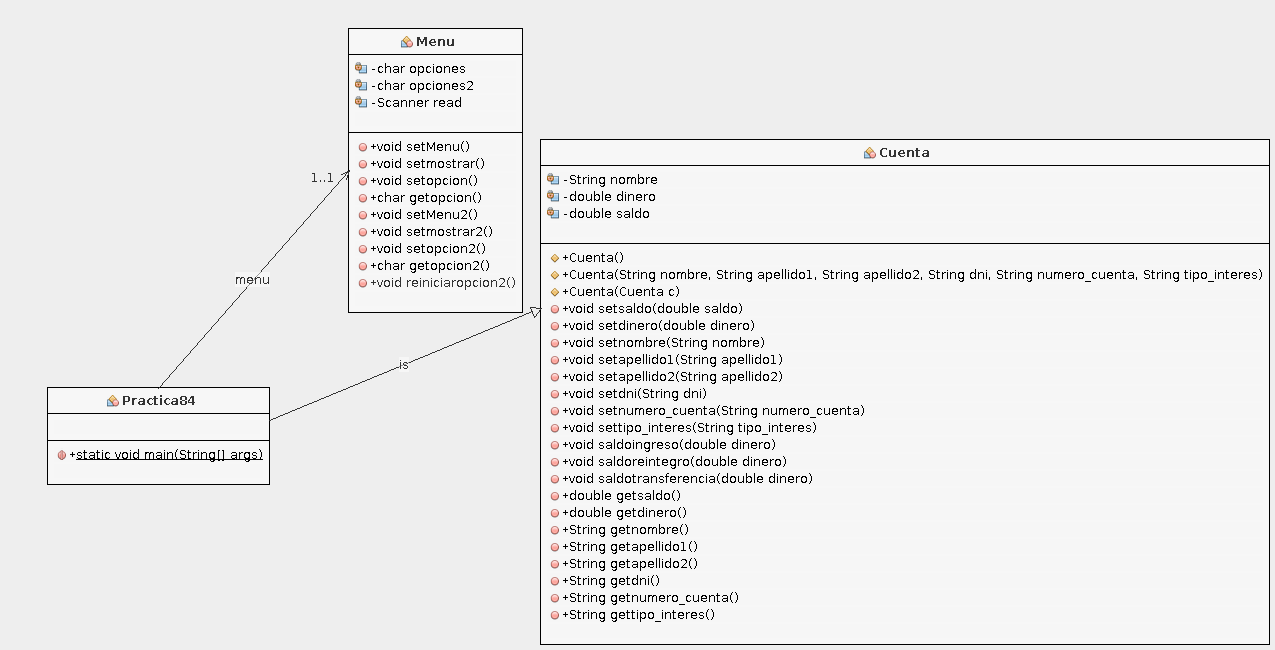 Menu
-char opciones
-char opciones2
-Scanner read
+void setMenu()
+void setmostrar()
+void setopcion()
+char getopcion()
+void setMenu2()
+void setmostrar2()
+void setopcion2()
+char getopcion2()
+void reiniciaropcion2()
1..1
menu
is
Practica84
+static void main(String[] args)
Cuenta
-String nombre
-double dinero
-double saldo
+Cuenta()
+Cuenta(String nombre, String apellido1, String apellido2, String dni, String numero_cuenta, String tipo_interes)
+Cuenta(Cuenta c)
+void setsaldo(double saldo)
+void setdinero(double dinero)
+void setnombre(String nombre)
+void setapellido1(String apellido1)
+void setapellido2(String apellido2)
+void setdni(String dni)
+void setnumero_cuenta(String numero_cuenta)
+void settipo_interes(String tipo_interes)
+void saldoingreso(double dinero)
+void saldoreintegro(double dinero)
+void saldotransferencia(double dinero)
+double getsaldo()
+double getdinero()
+String getnombre()
+String getapellido1()
+String getapellido2()
+String getdni()
+String getnumero_cuenta()
+String gettipo_interes()